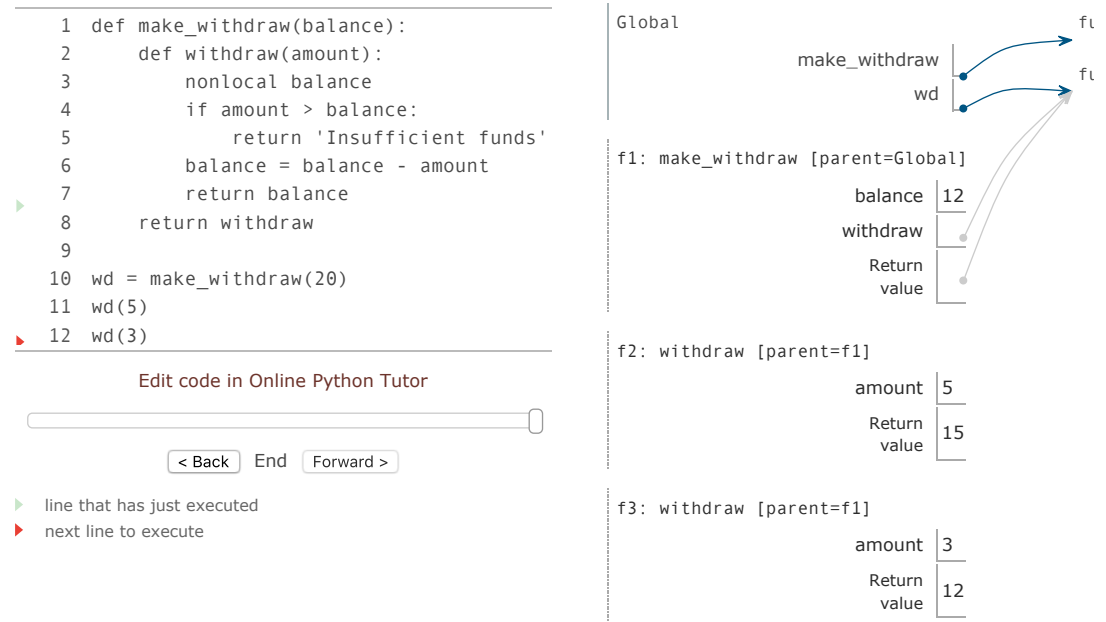 1 def make_withdraw(balance):
2     def withdraw(amount):
3         nonlocal balance
4         if amount > balance:
5             return 'Insufficient funds'
6         balance = balance - amount
7         return balance
8     return withdraw
9
10 wd = make_withdraw(20)
11 wd(5)
12 wd(3)
Edit code in Online Python Tutor
< Back End Forward >
line that has just executed
next line to execute
Global
fu
make_withdraw
fu
wd
f1: make_withdraw [parent=Global]
balance 12
withdraw
Return
value
f2: withdraw [parent=f1]
amount 5
Return
value 15
f3: withdraw [parent=f1]
amount 3
Return
value 12